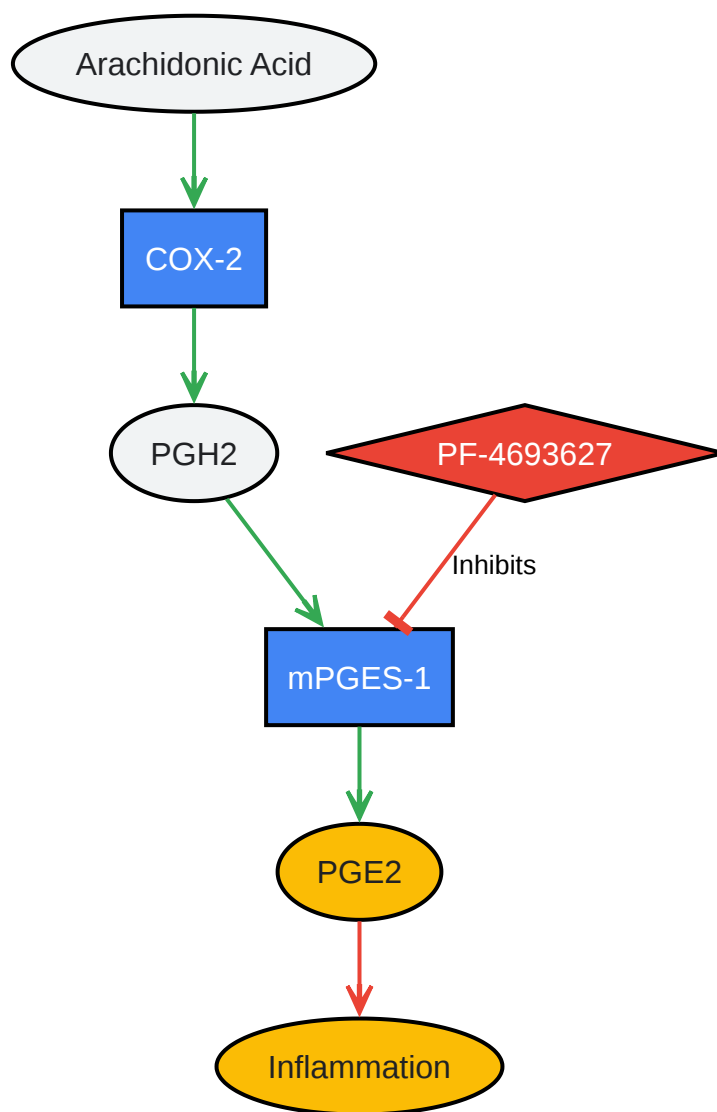 Arachidonic Acid
COX-2
PGH2
PF-4693627
Inhibits
mPGES-1
PGE2
Inflammation